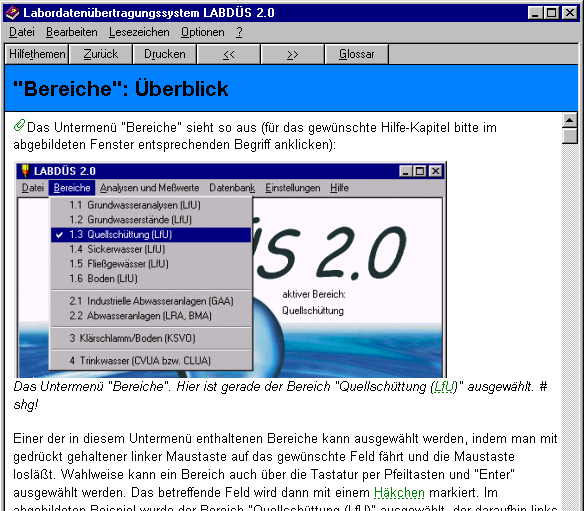 Labordatenübertragungssystem LABDÜS 2.0
Datei Bearbeiten Lesezeichen Optionen ?
Hilfethemen Zurück Drucken << >> Glossar
"Bereiche": Überblick
Das Untermenü "Bereiche" sieht so aus (für das gewünschte Hilfe-Kapitel bitte im
abgebildeten Fenster entsprechenden Begriff anklicken):
LABDÜS 2.0
Datei Bereiche Analysen und Meßwerte Datenbank Einstellungen Hilfe
1.1 Grundwasseranalysen (LfU)
1.2 Grundwasserstände (LfU)
1.3 Quellschüttung (LfU)
1.4 Sickerwasser (LfU)
1.5 Fließgewässer (LfU)
1.6 Boden (LfU)
2.1 Industrielle Abwasseranlagen (GAA)
2.2 Abwasseranlagen (LRA, BMA)
3 Klärschlamm/Boden (KSVO)
4 Trinkwasser (CVUA bzw. CLUA)
ÜS 2.0
aktiver Bereich:
Quellschüttung
Das Untermenü "Bereiche". Hier ist gerade der Bereich "Quellschüttung (LfU)" ausgewählt. #
shg!
Einer der in diesem Untermenü enthaltenen Bereiche kann ausgewählt werden, indem man mit
gedrückt gehaltener linker Maustaste auf das gewünschte Feld fährt und die Maustaste
losläßt. Wahlweise kann ein Bereich auch über die Tastatur per Pfeiltasten und "Enter"
ausgewählt werden. Das betreffende Feld wird dann mit einem Häkchen markiert. Im
abgebildeten Beispiel wurde der Bereich "Quellschüttung (LfU)" ausgewählt, der daraufhin links